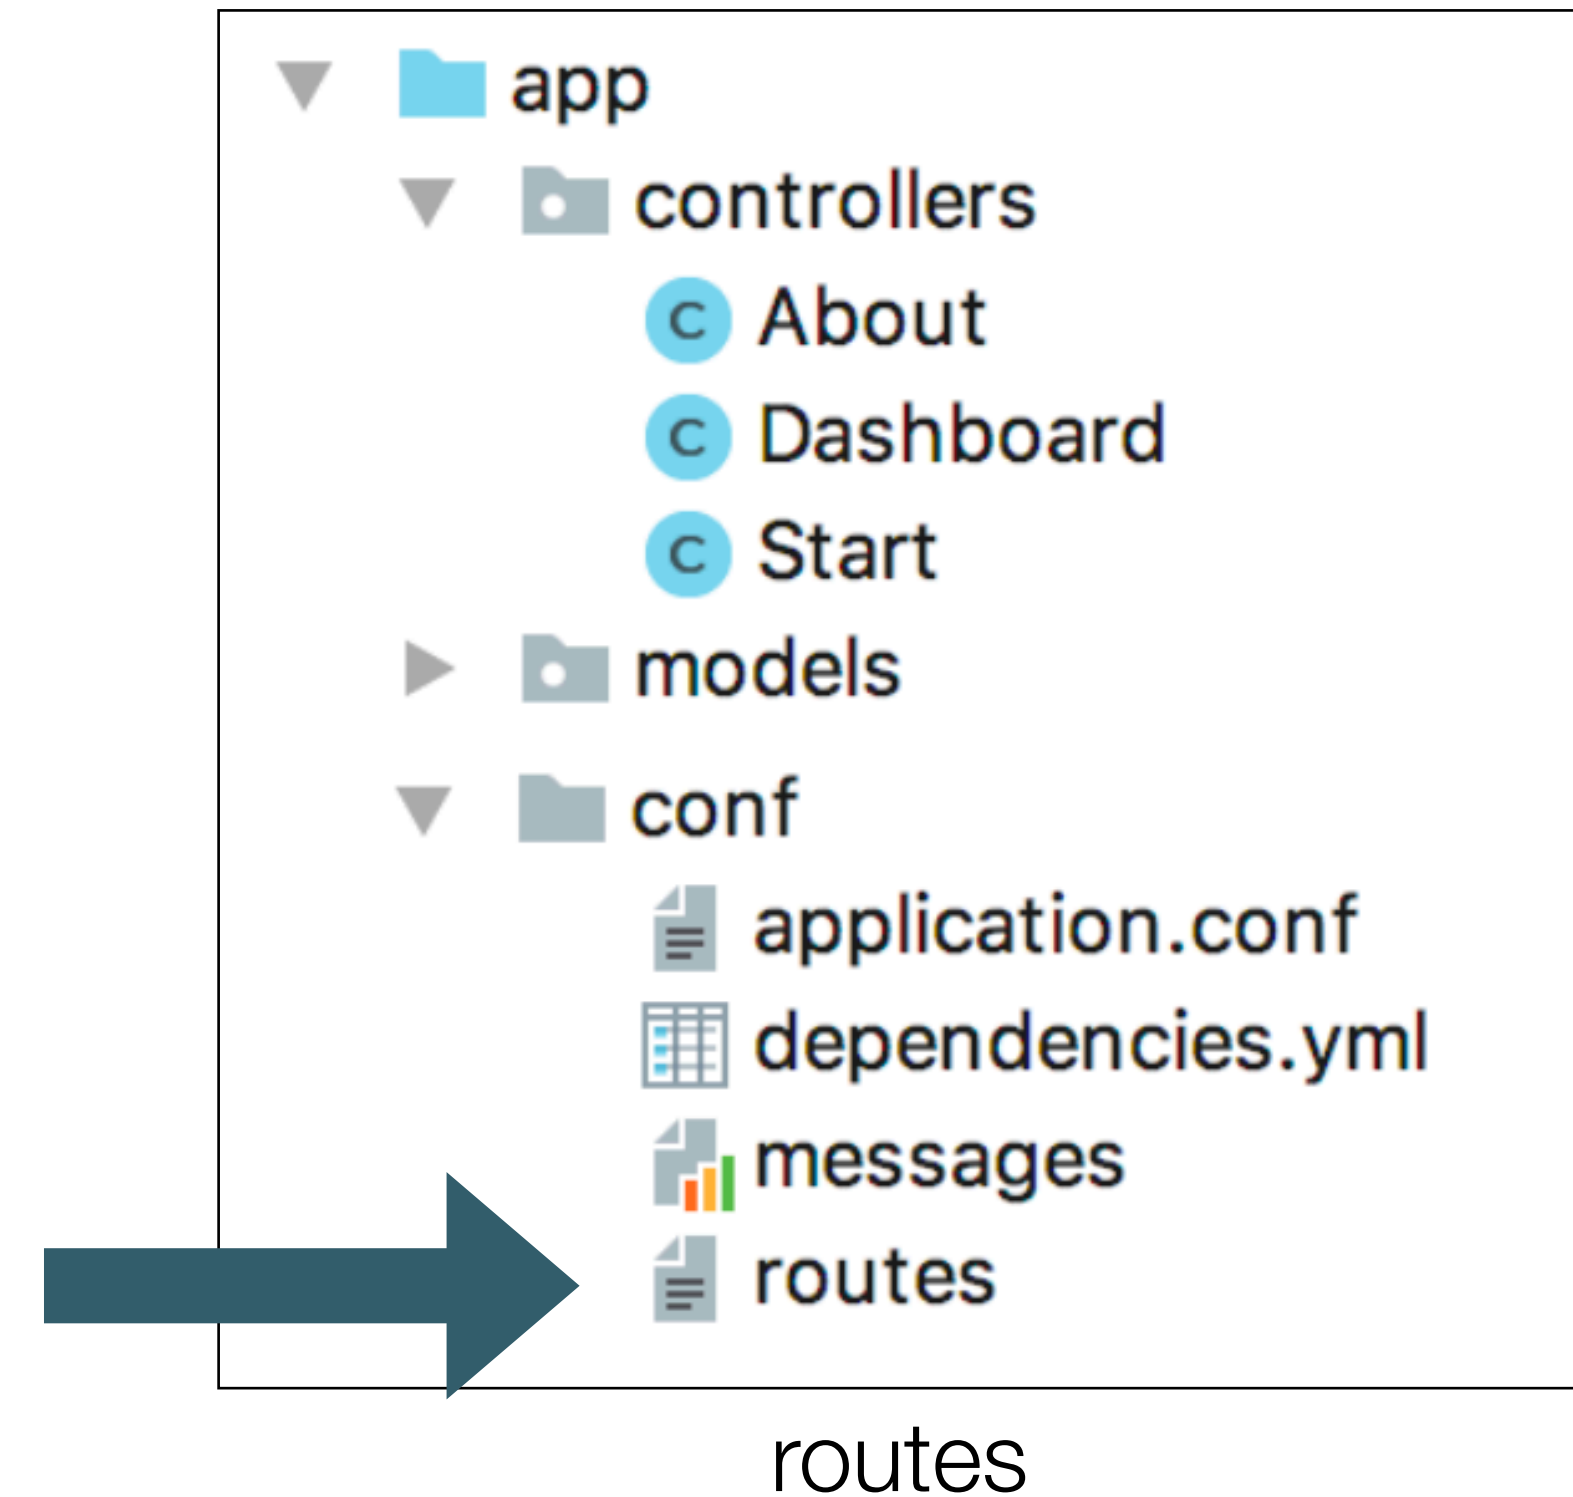 app
controllers
C About
C Dashboard
C Start
models
conf
application.conf
dependencies.yml
messages
routes
routes